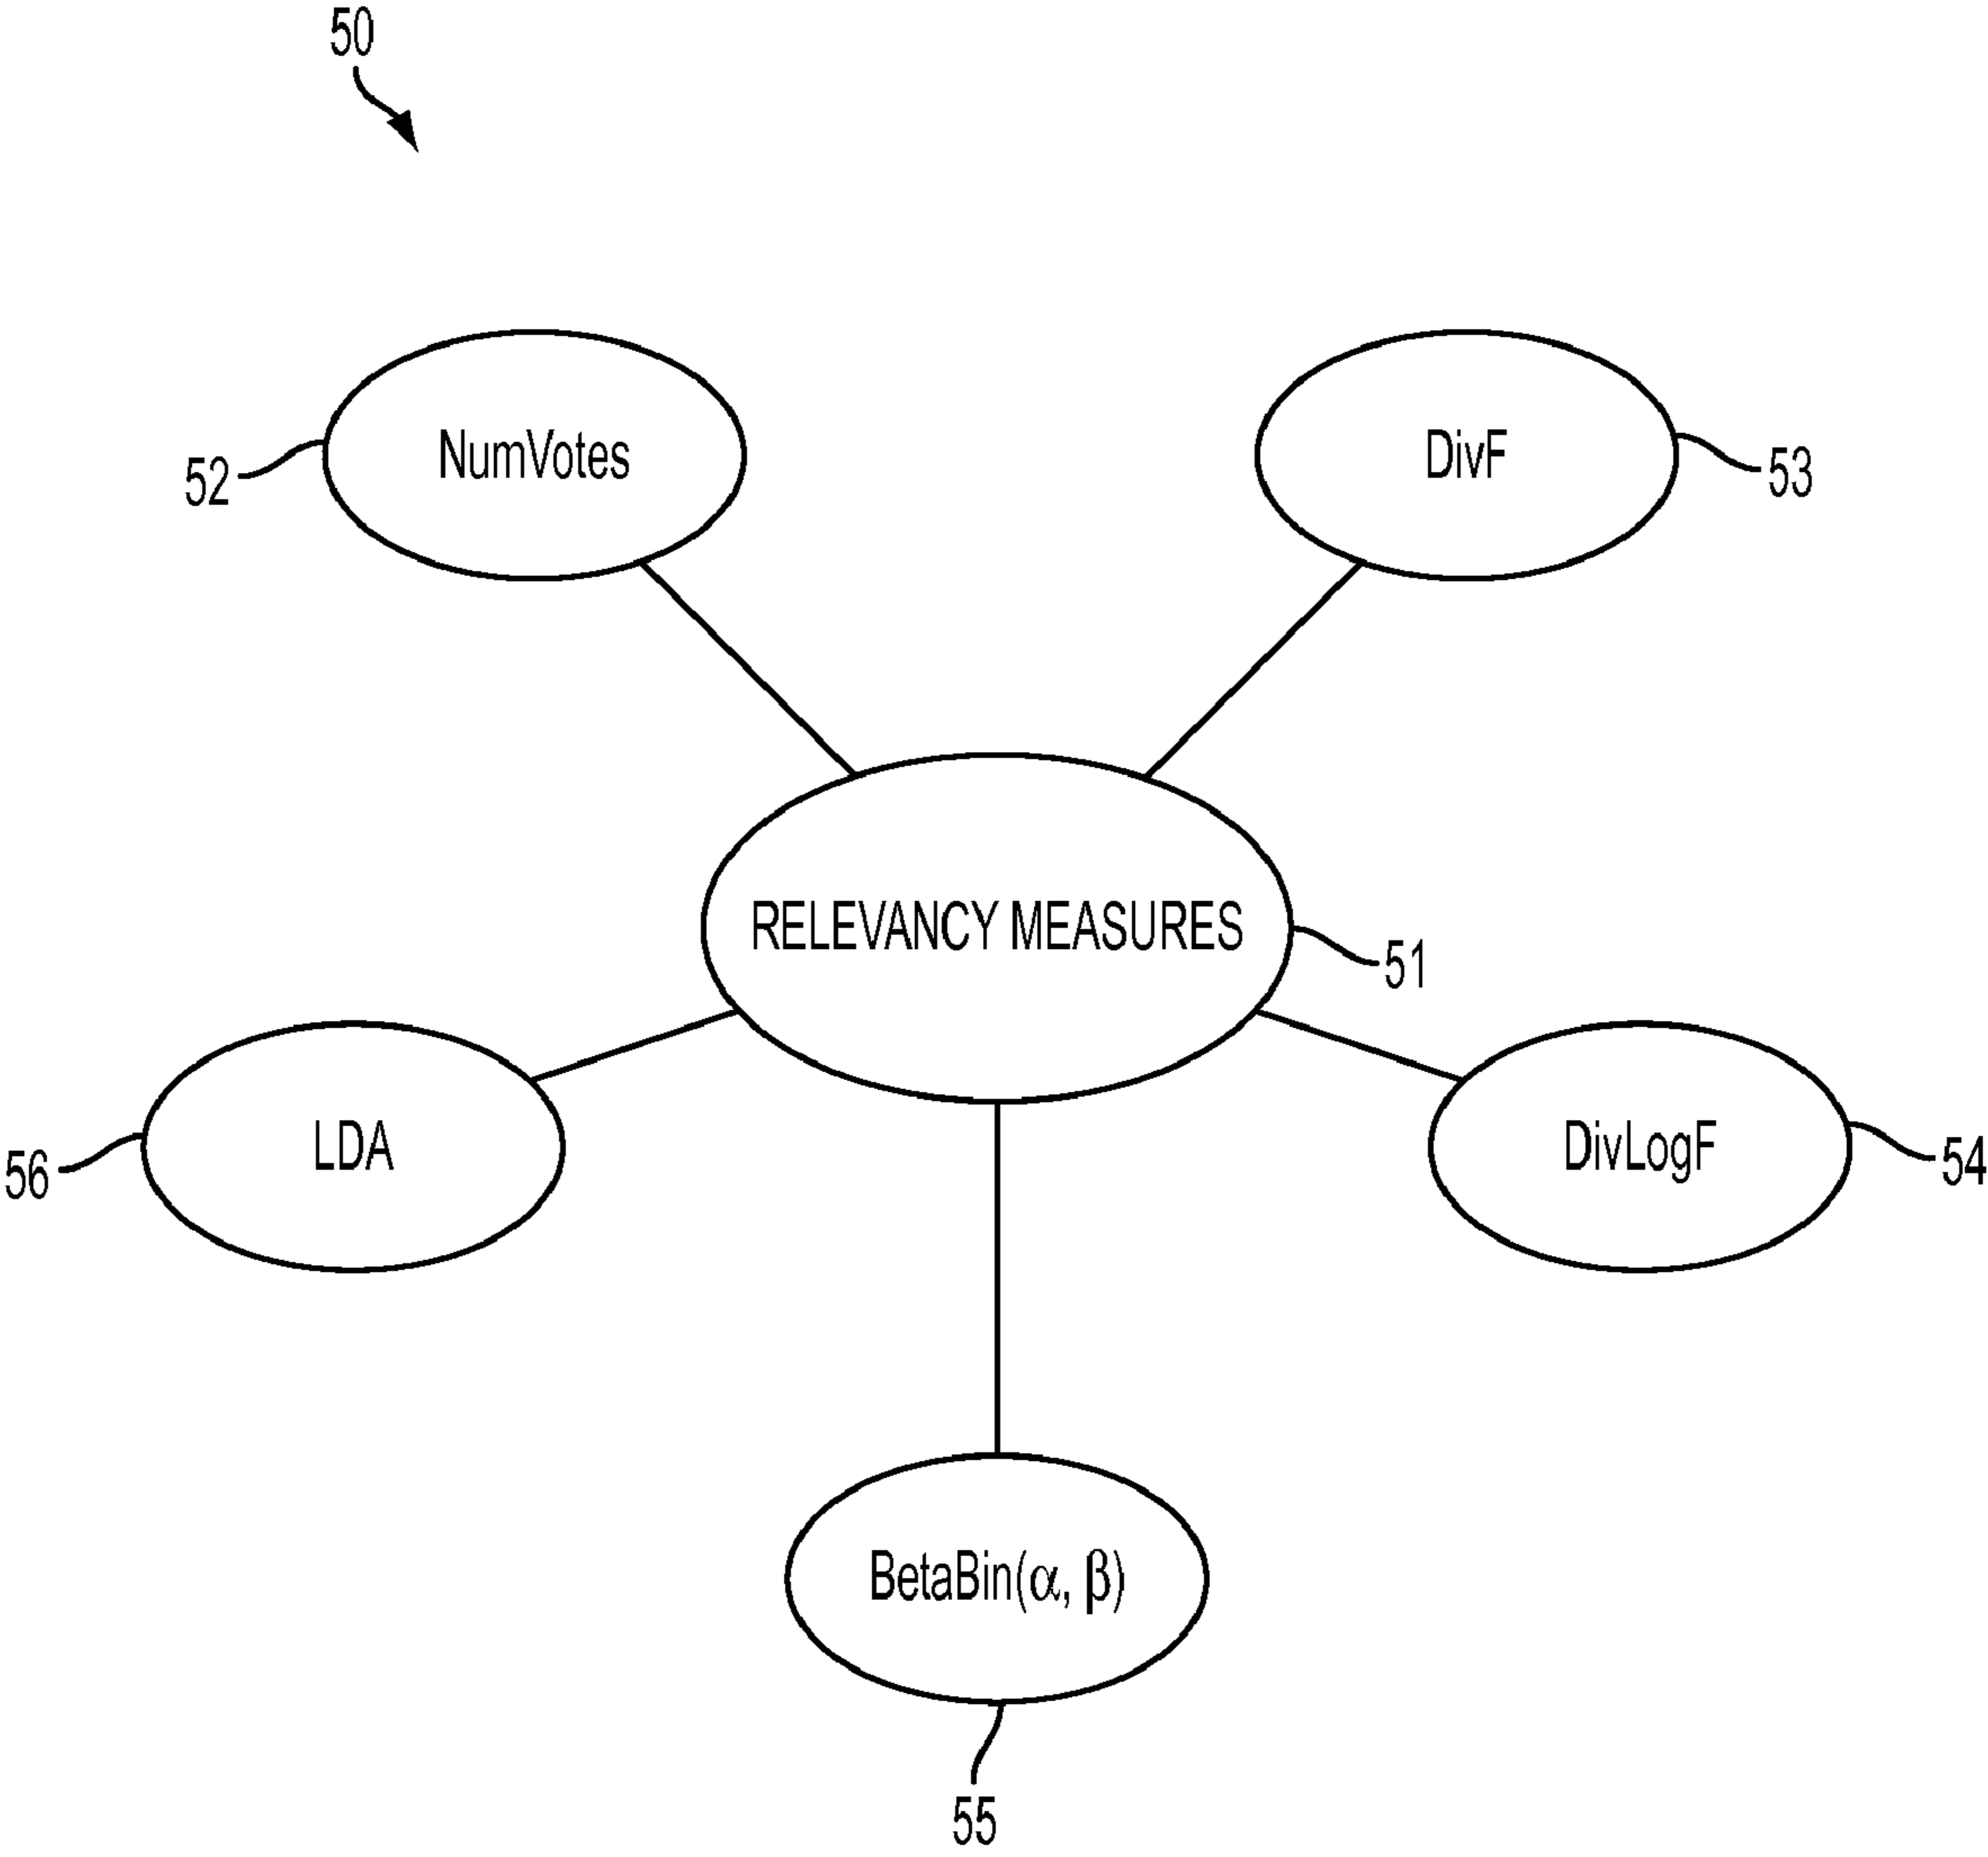 50
NumVotes
DivF
52
53
RELEVANCY MEASURES
51
LDA
DivLogF
56
54
BetaBin(α, β)
55